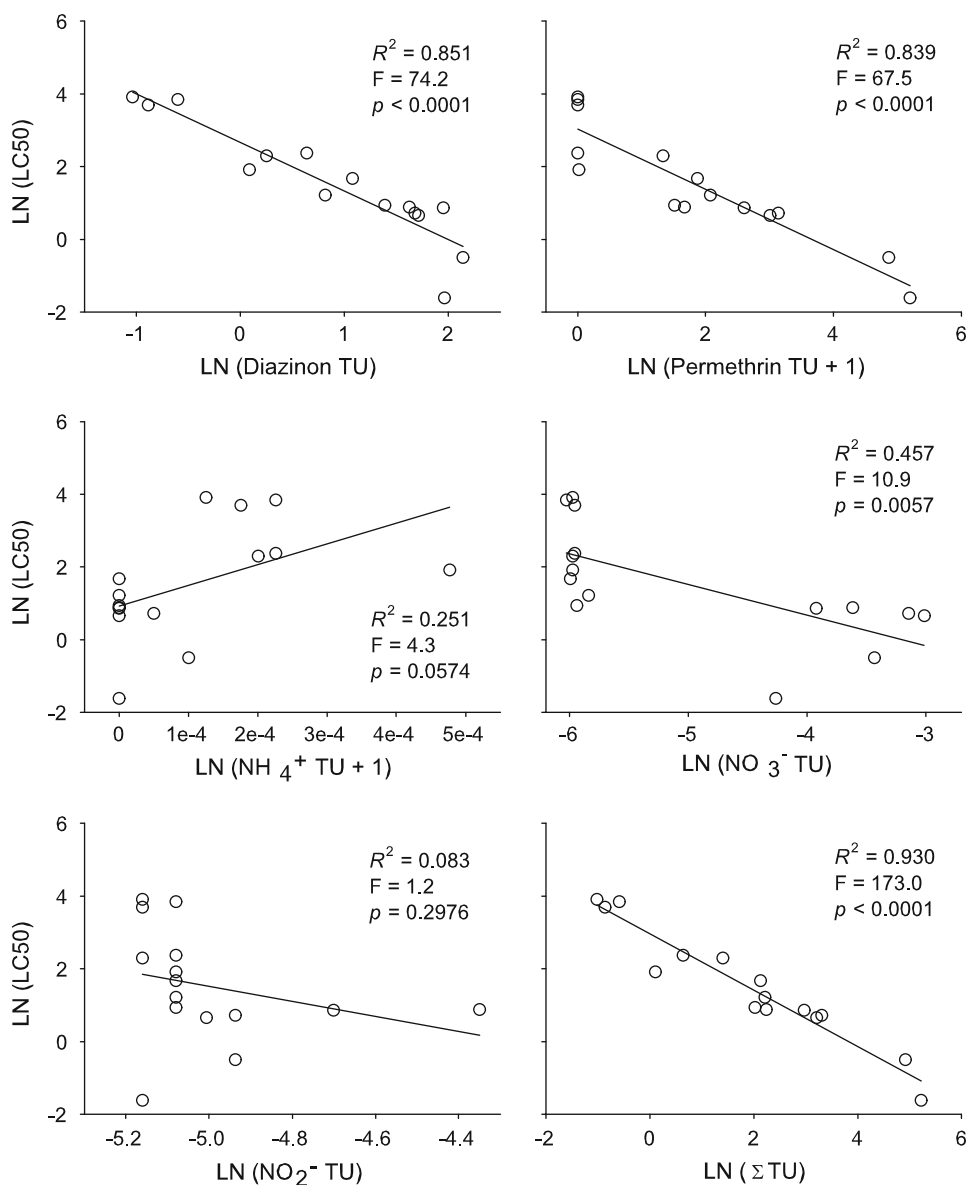 6
4
2
0
−2
LN (LC50)
R² = 0.851
F = 74.2
p < 0.0001
−1 0 1 2
LN (Diazinon TU)
R² = 0.839
F = 67.5
p < 0.0001
0 2 4 6
LN (Permethrin TU + 1)
6
4
2
0
−2
LN (LC50)
R² = 0.251
F = 4.3
p = 0.0574
0 1e-4 2e-4 3e-4 4e-4 5e-4
LN (NH 4+ TU + 1)
R² = 0.457
F = 10.9
p = 0.0057
−6 −5 −4 −3
LN (NO 3- TU)
6
4
2
0
−2
LN (LC50)
R² = 0.083
F = 1.2
p = 0.2976
−5.2 −5.0 −4.8 −4.6 −4.4
LN (NO2- TU)
R² = 0.930
F = 173.0
p < 0.0001
−2 0 2 4 6
LN ( Σ TU)